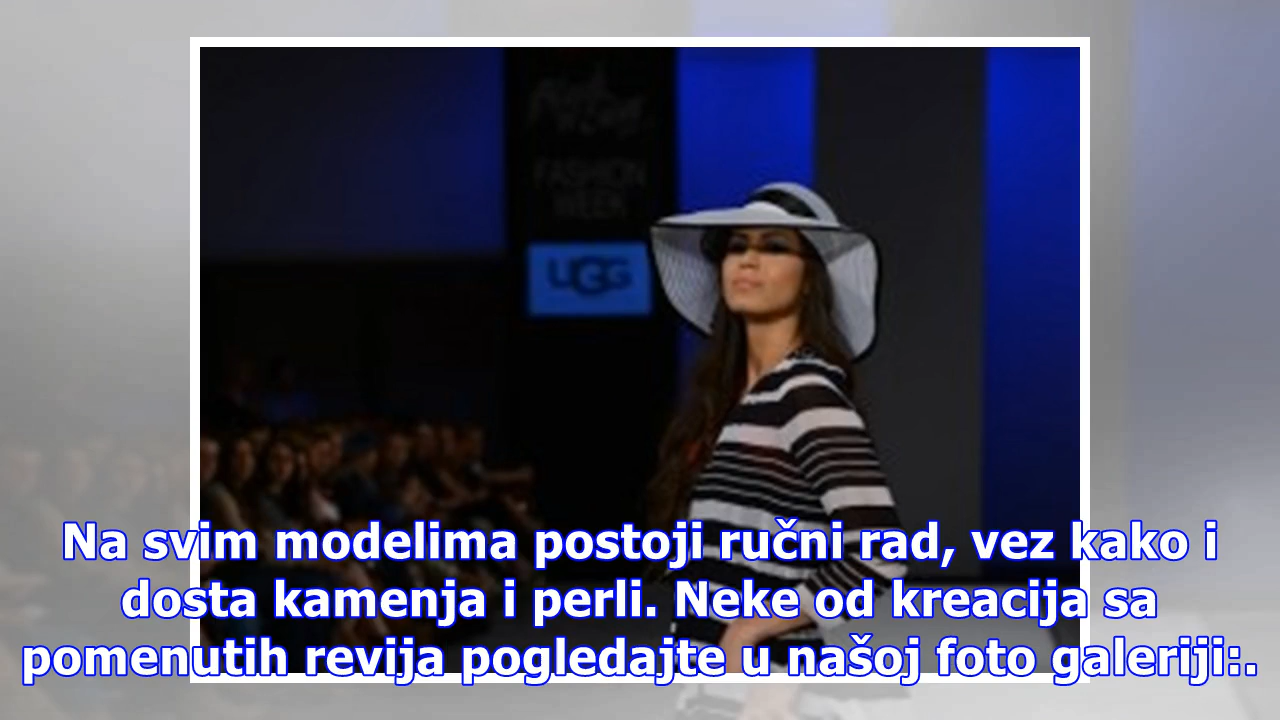 FASHION
WEEK
UGG
Na svim modelima postoji ručni rad, vez kako i
dosta kamenja i perli. Neke od kreacija sa
pomenutih revija pogledajte u našoj foto galeriji:.